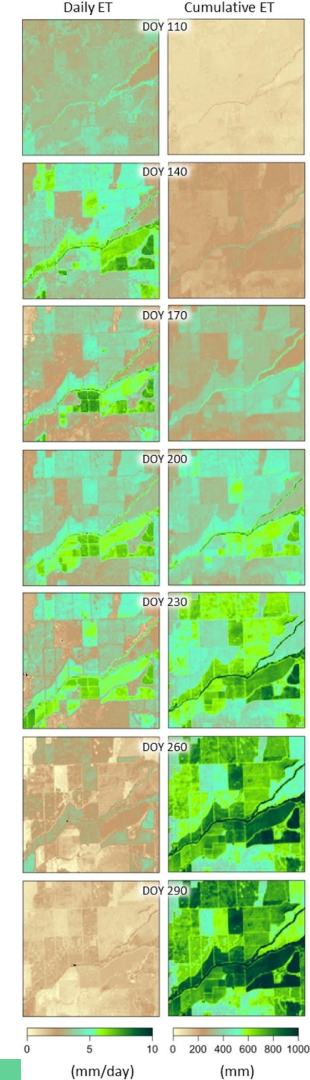 Daily ET Cumulative ET
DOY 110
DOY 140
DOY 170
DOY 200
DOY 230
DOY 260
DOY 290
0 5 10 0 200 400 600 800 1000
(mm/day) (mm)